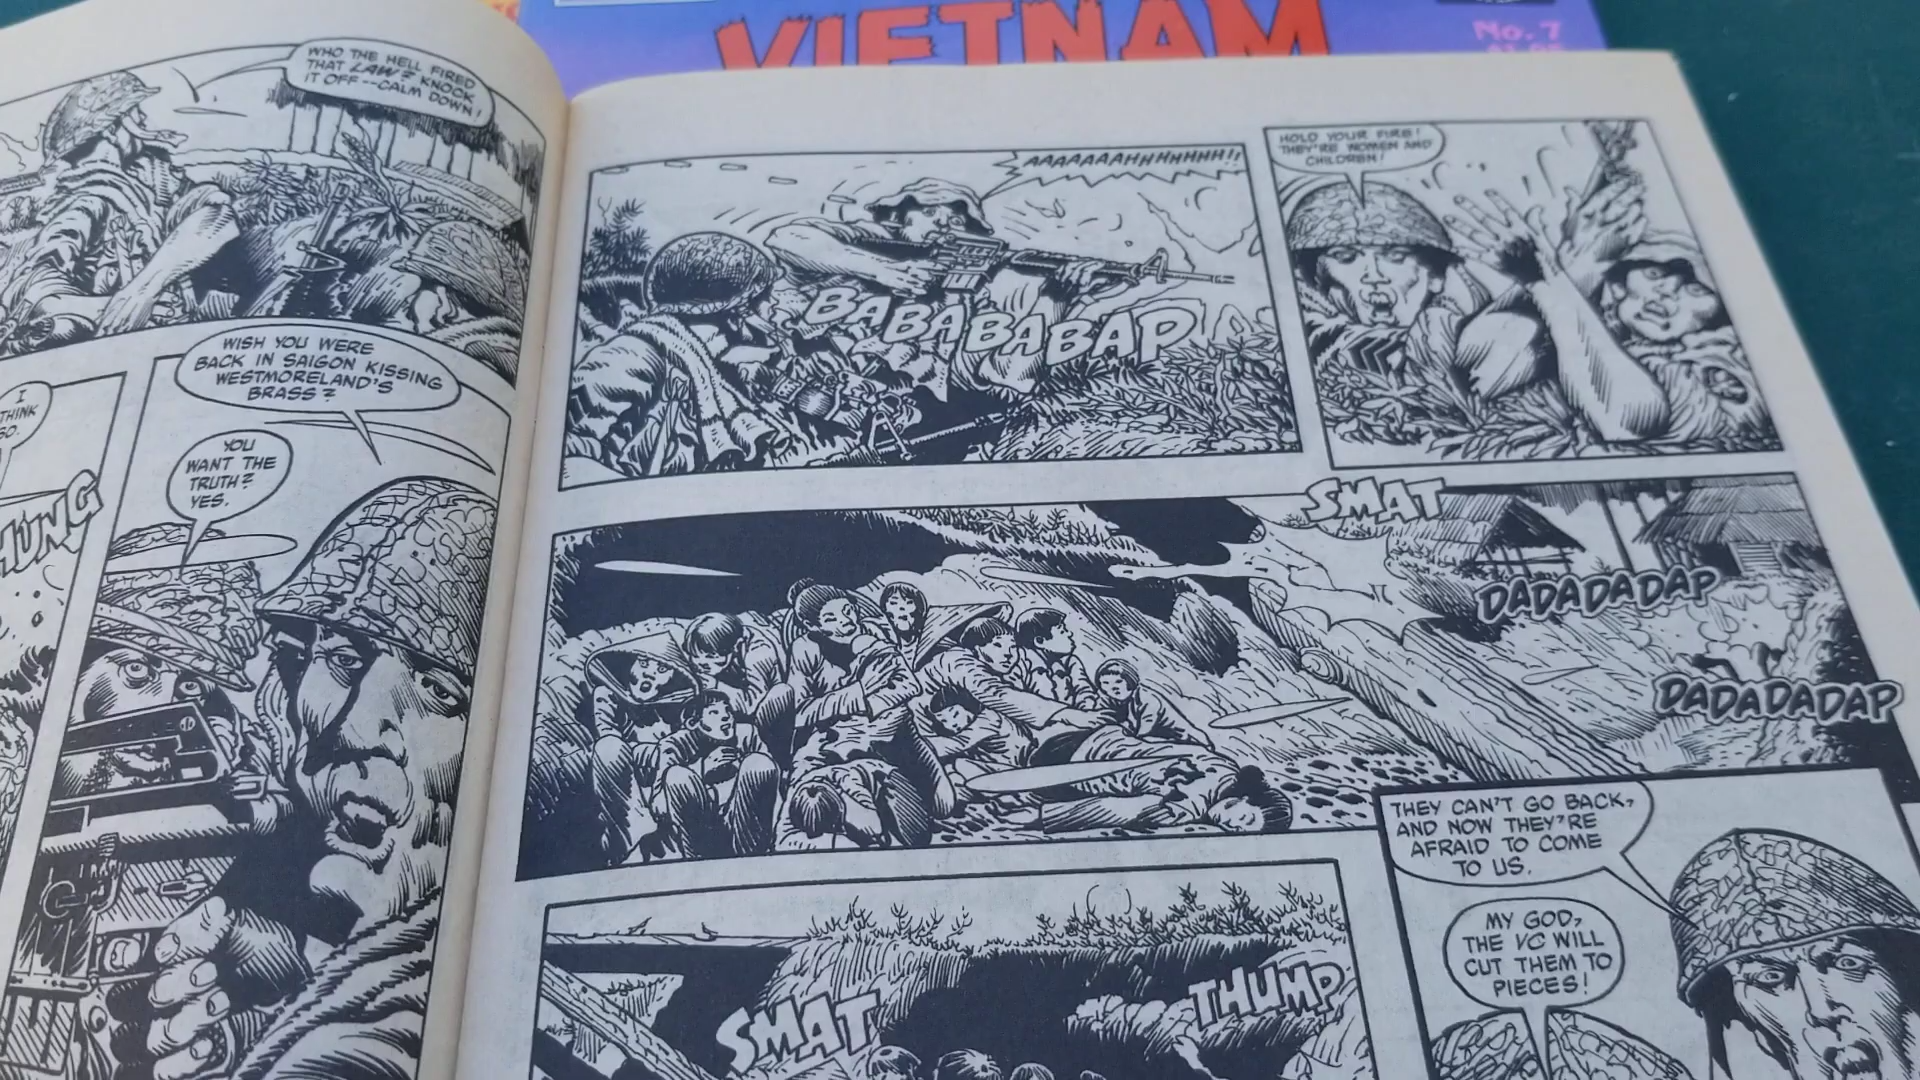 VIETNAM
No. 7
WHO THE HELL FIRED
THAT LAW? KNOCK
IT OFF--CALM DOWN!
I
THINK
SO.
HUNG
WISH YOU WERE
BACK IN SAIGON KISSING
WESTMORELAND'S
BRASS?
YOU
WANT THE
TRUTH?
YES.
AAAAAAAHHHHHHH!!
BABABABABAP
HOLD YOUR FIRE!
THEY'RE WOMEN AND
CHILDREN!
SMAT
DADADADAP
DADADADAP
SMAT
THUMP
THEY CAN'T GO BACK,
AND NOW THEY'RE
AFRAID TO COME
TO US.
MY GOD,
THE VC WILL
CUT THEM TO
PIECES!